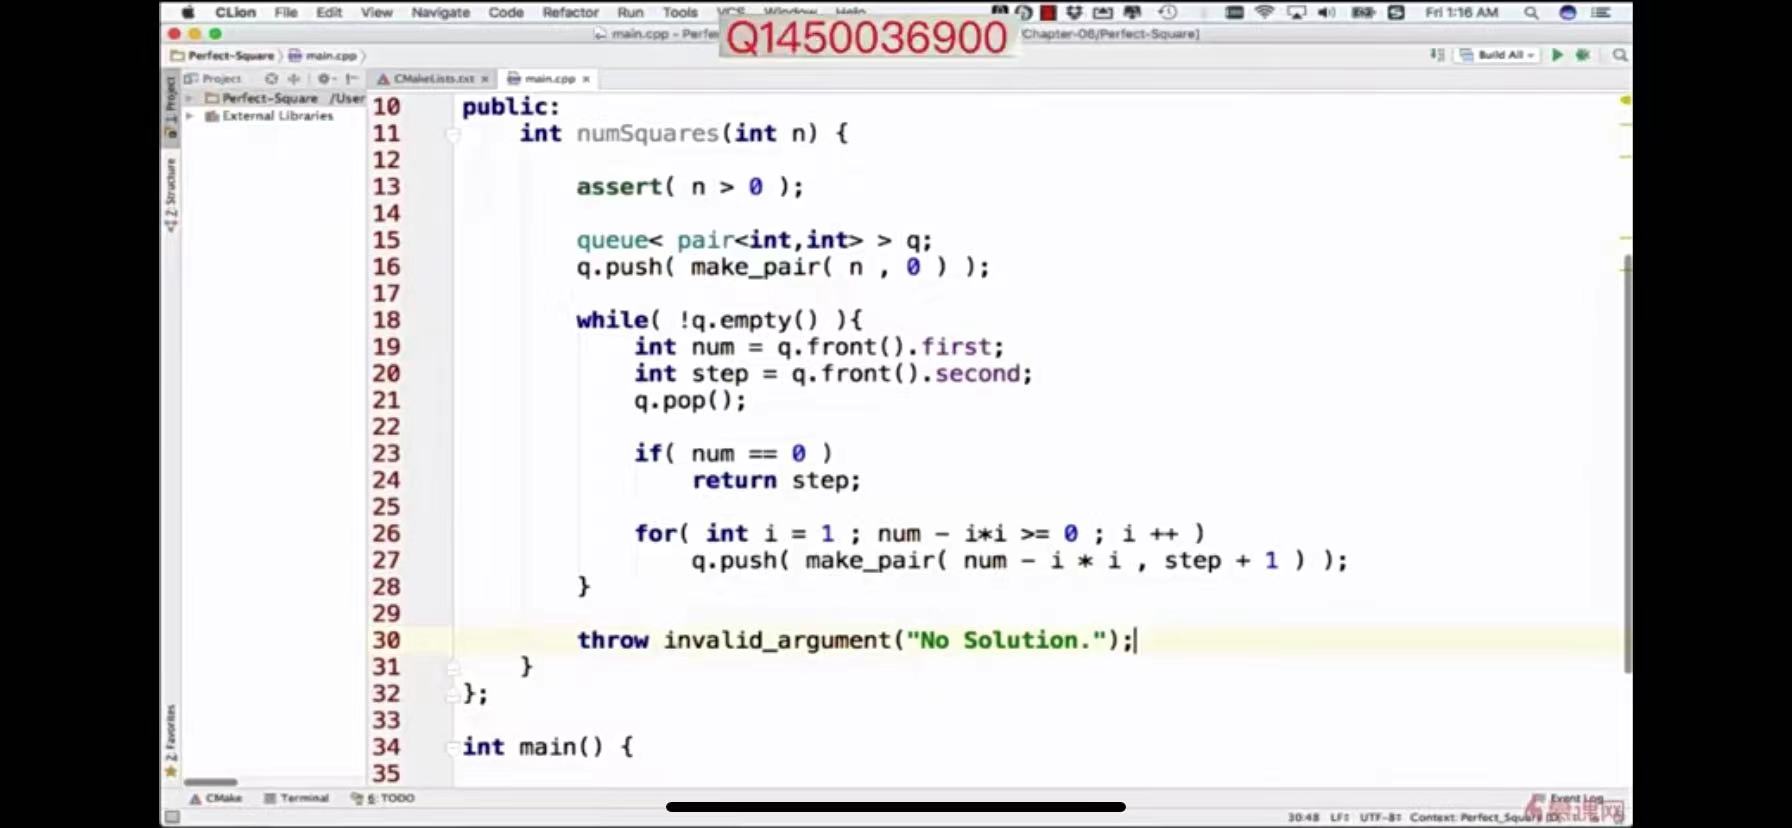 CLion File Edit View Navigate Code Refactor Run Tools VCS Window Help Fri 1:16 AM
Q1450036900
main.cpp - Perfe Chapter-06/Perfect-Square]
Perfect-Square main.cpp Build All
Project CMakeLists.txt × main.cpp ×
1: Project
Perfect-Square /User
External Libraries
Z: Structure
10 public:
11 int numSquares(int n) {
12
13 assert( n > 0 );
14
15 queue< pair<int,int> > q;
16 q.push( make_pair( n , 0 ) );
17
18 while( !q.empty() ){
19 int num = q.front().first;
20 int step = q.front().second;
21 q.pop();
22
23 if( num == 0 )
24 return step;
25
26 for( int i = 1 ; num - i*i >= 0 ; i ++ )
27 q.push( make_pair( num - i * i , step + 1 ) );
28 }
29
30 throw invalid_argument("No Solution.");
31 }
32 };
33
34 int main() {
35
2: Favorites
CMake Terminal 6: TODO Event Log
慕课网
30:48 LF÷ UTF-8÷ Context: Perfect_Square